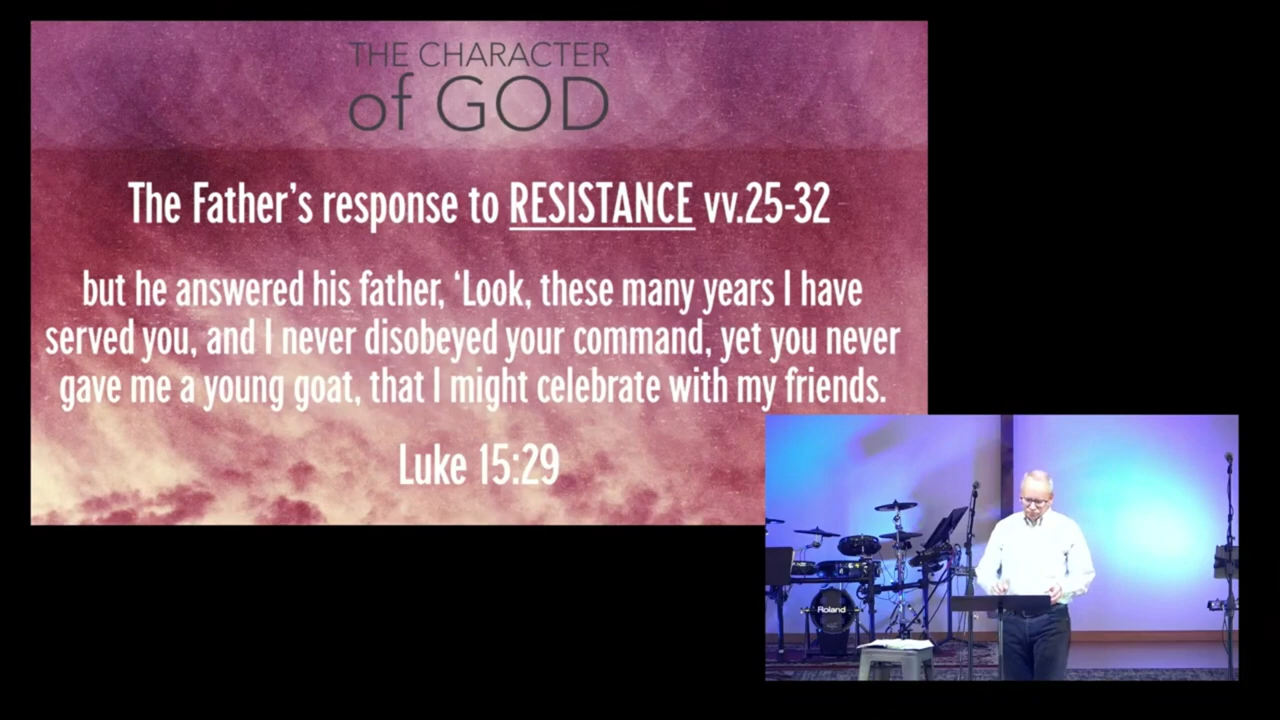 THE CHARACTER
of GOD
The Father's response to RESISTANCE vv.25-32
but he answered his father, ‘Look, these many years I have
served you, and I never disobeyed your command, yet you never
gave me a young goat, that I might celebrate with my friends.
Luke 15:29
Roland